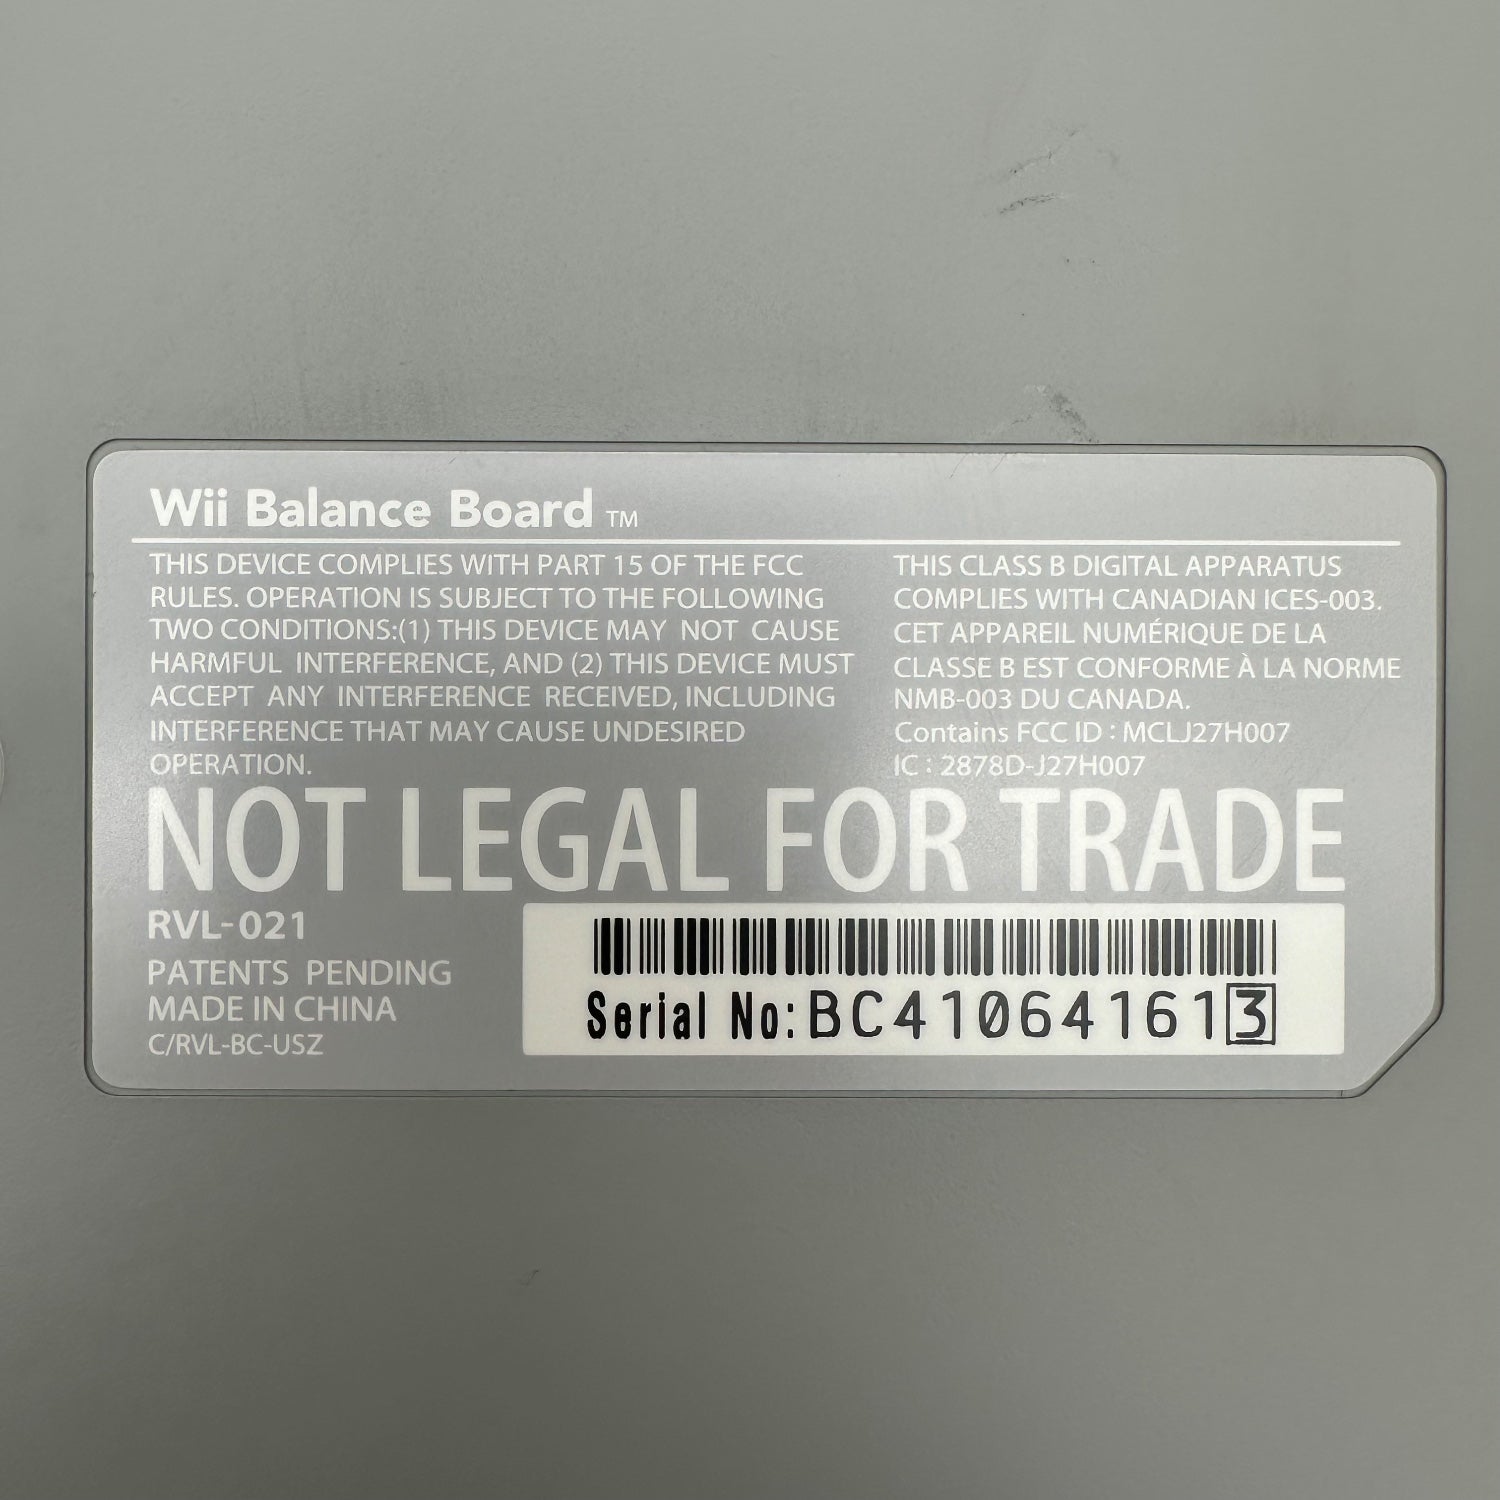 Wii Balance Board ™
THIS DEVICE COMPLIES WITH PART 15 OF THE FCC
RULES. OPERATION IS SUBJECT TO THE FOLLOWING
TWO CONDITIONS:(1) THIS DEVICE MAY NOT CAUSE
HARMFUL INTERFERENCE, AND (2) THIS DEVICE MUST
ACCEPT ANY INTERFERENCE RECEIVED, INCLUDING
INTERFERENCE THAT MAY CAUSE UNDESIRED
OPERATION.
THIS CLASS B DIGITAL APPARATUS
COMPLIES WITH CANADIAN ICES-003.
CET APPAREIL NUMÉRIQUE DE LA
CLASSE B EST CONFORME À LA NORME
NMB-003 DU CANADA.
Contains FCC ID : MCLJ27H007
IC : 2878D-J27H007
NOT LEGAL FOR TRADE
RVL-021
PATENTS PENDING
MADE IN CHINA
C/RVL-BC-USZ
Serial No:BC410641613